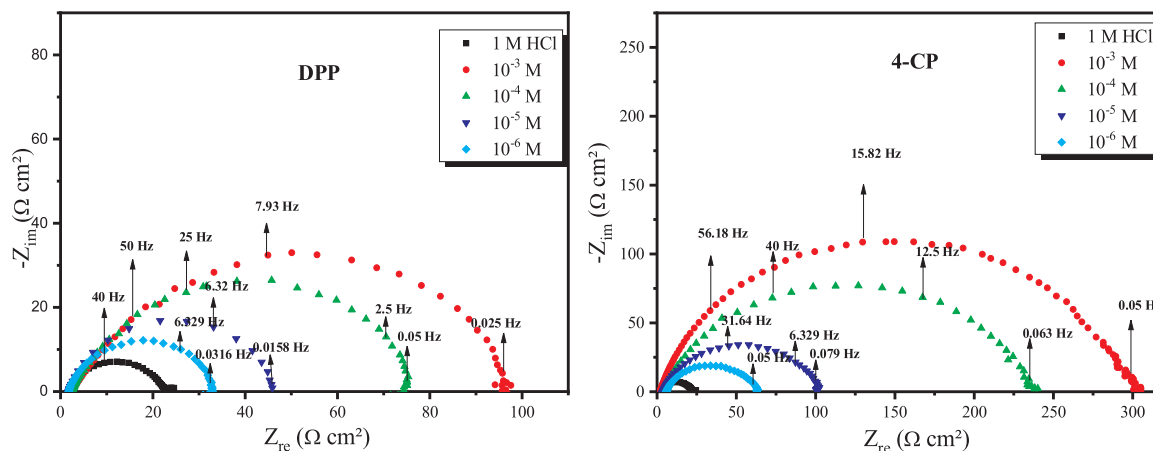 DPP
1 M HCl
10⁻³ M
10⁻⁴ M
10⁻⁵ M
10⁻⁶ M
-Z_im (Ω cm²)
80
60
40
20
0
7.93 Hz
25 Hz
50 Hz
40 Hz
6.32 Hz
6.329 Hz
2.5 Hz
0.05 Hz
0.025 Hz
0.0316 Hz
0.0158 Hz
0 20 40 60 80 100
Z_re (Ω cm²)
4-CP
1 M HCl
10⁻³ M
10⁻⁴ M
10⁻⁵ M
10⁻⁶ M
-Z_im (Ω cm²)
250
200
150
100
50
0
15.82 Hz
56.18 Hz
40 Hz
12.5 Hz
31.64 Hz
6.329 Hz
0.05 Hz
0.079 Hz
0.063 Hz
0.05 H
0 50 100 150 200 250 300
Z_re (Ω cm²)